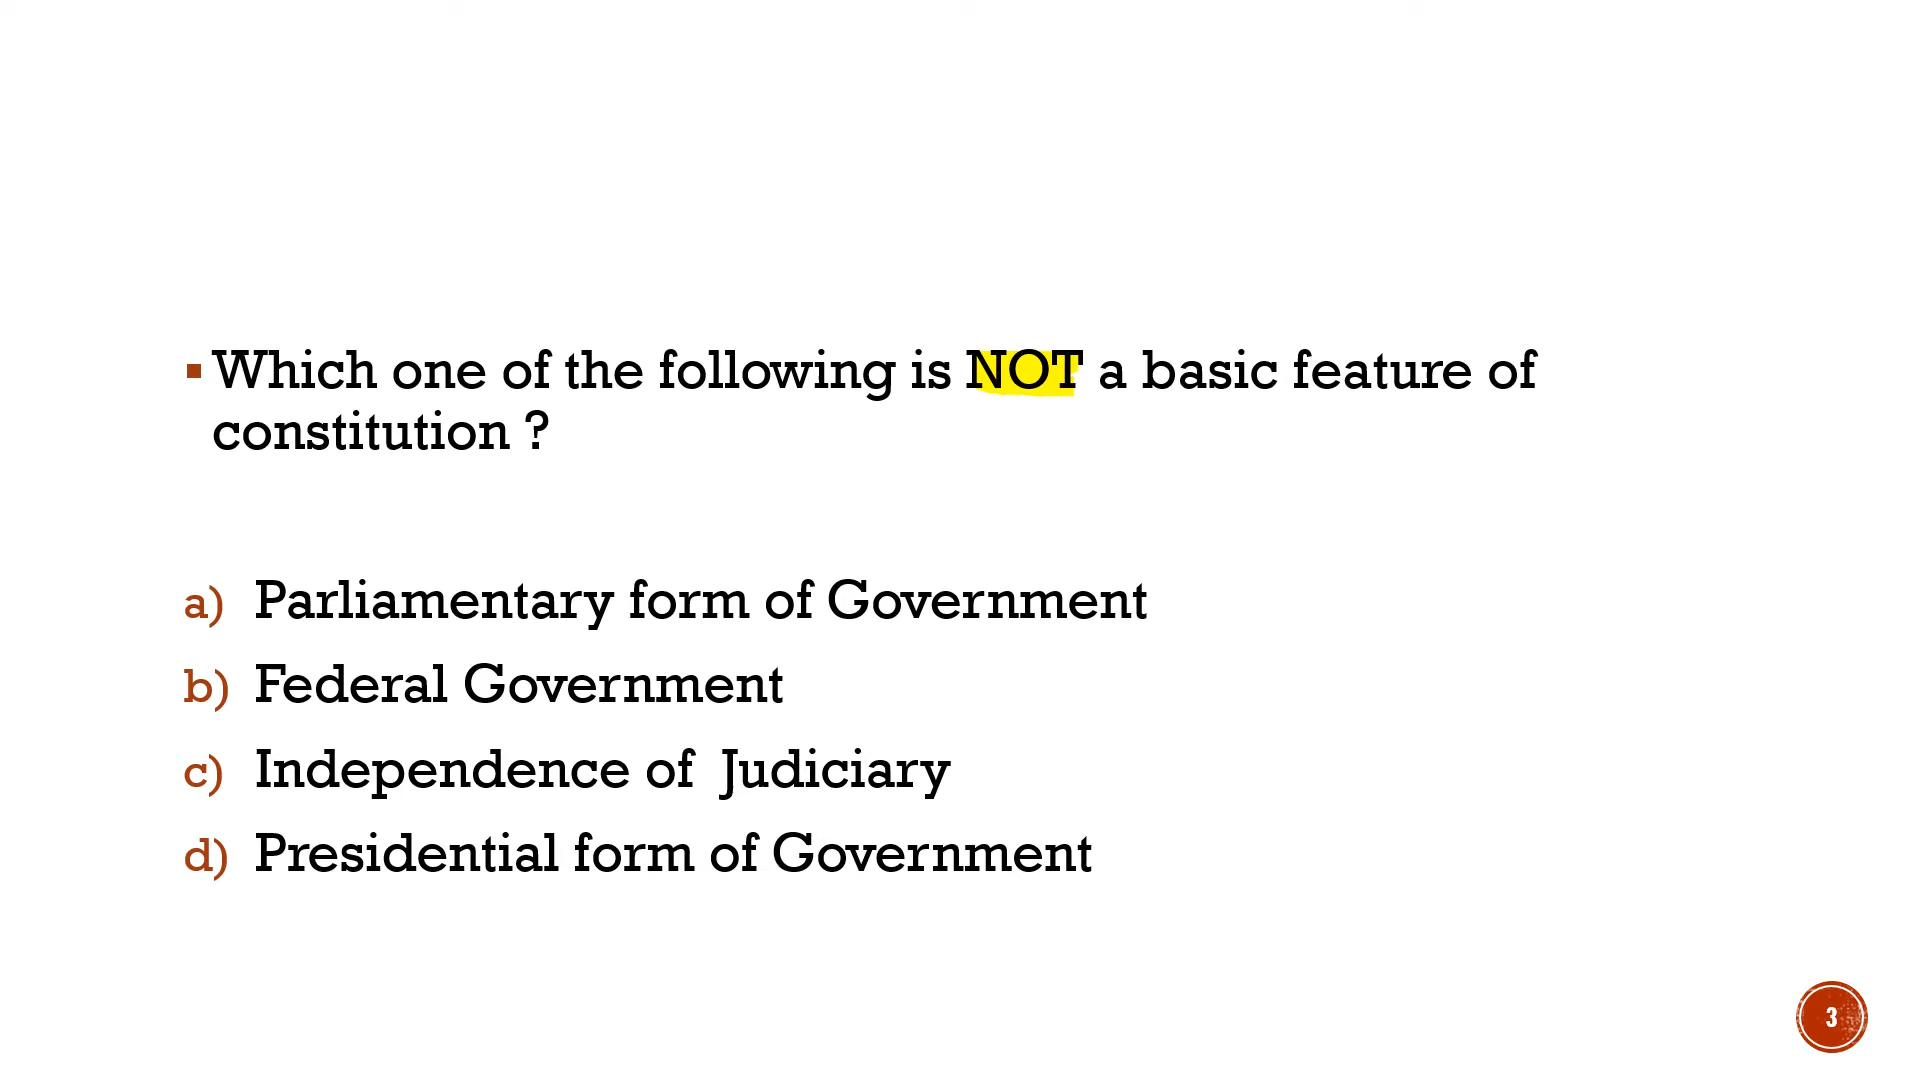 ▪ Which one of the following is NOT a basic feature of
constitution ?
a) Parliamentary form of Government
b) Federal Government
c) Independence of Judiciary
d) Presidential form of Government
3